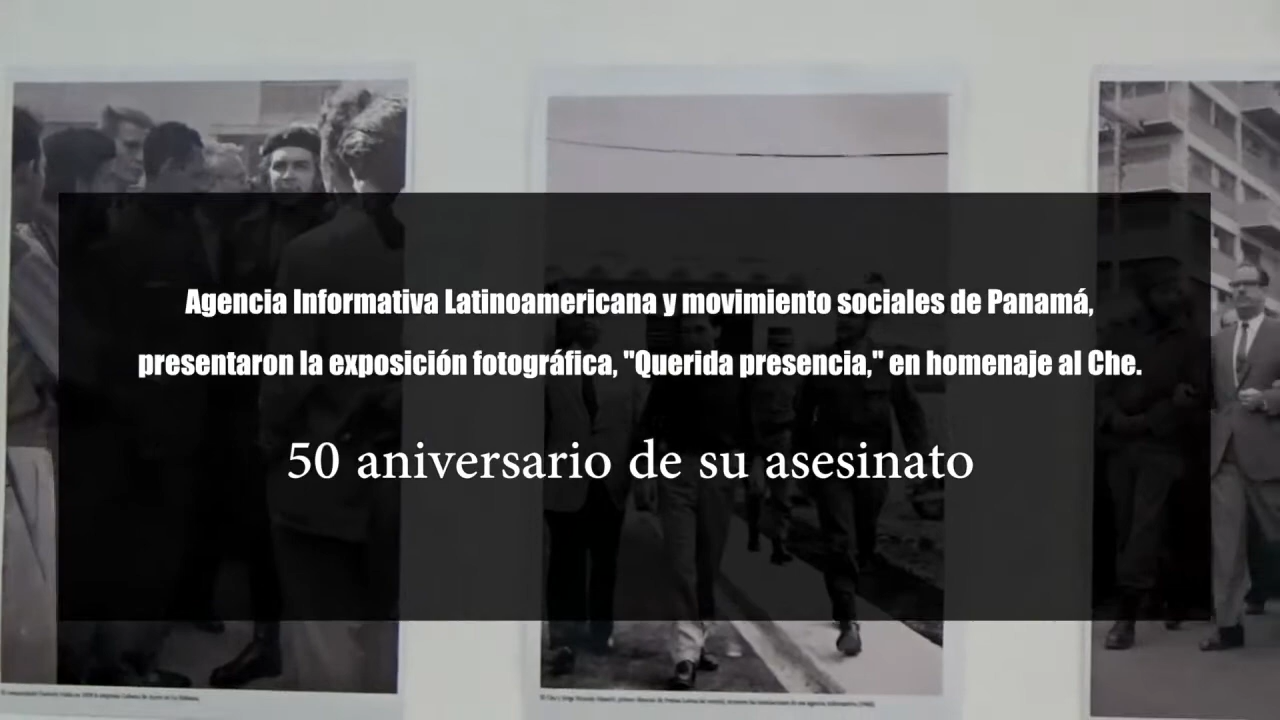 Agencia Informativa Latinoamericana y movimiento sociales de Panamá,
presentaron la exposición fotográfica, "Querida presencia," en homenaje al Che.
50 aniversario de su asesinato